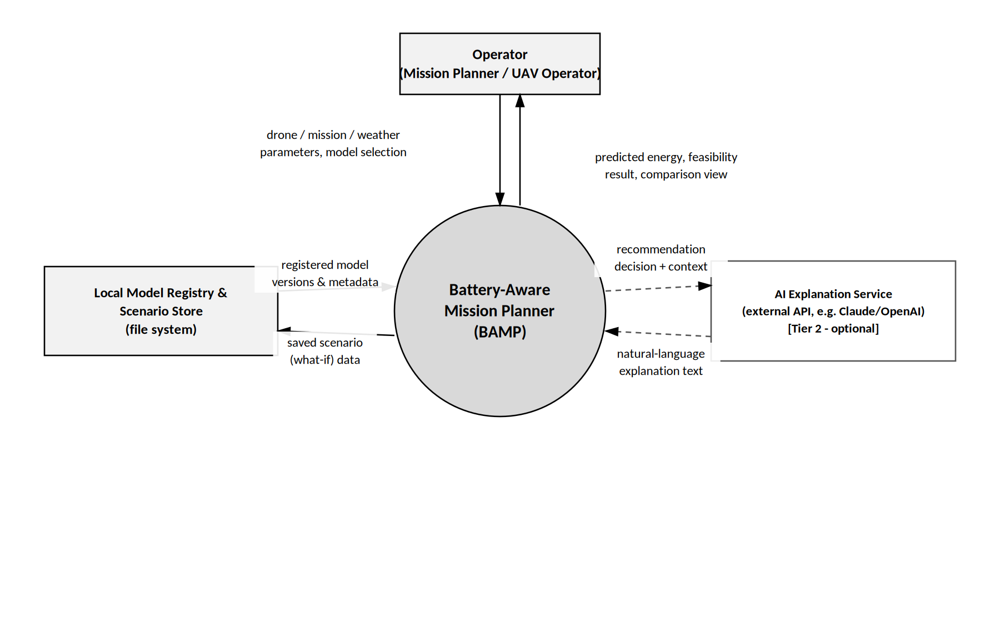 Operator
(Mission Planner / UAV Operator)
drone / mission / weather
parameters, model selection
predicted energy, feasibility
result, comparison view
registered model
versions & metadata
recommendation
decision + context
Local Model Registry &
Scenario Store
(file system)
Battery-Aware
Mission Planner
(BAMP)
AI Explanation Service
(external API, e.g. Claude/OpenAI)
[Tier 2 - optional]
saved scenario
(what-if) data
natural-language
explanation text